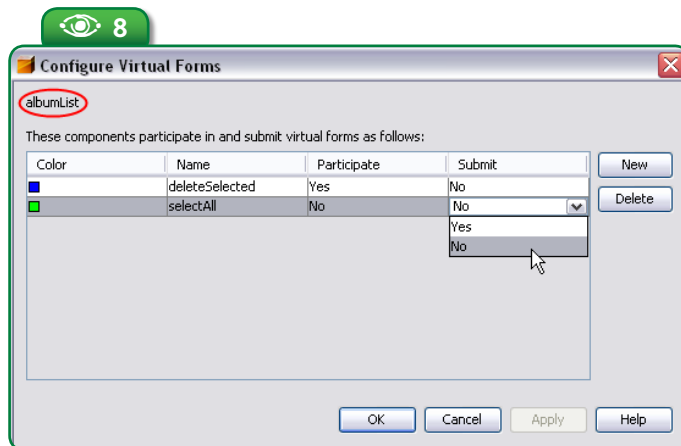 8
Configure Virtual Forms
albumList
These components participate in and submit virtual forms as follows:
Color Name Participate Submit New
deleteSelected Yes No Delete
selectAll No No
Yes
No
OK Cancel Apply Help